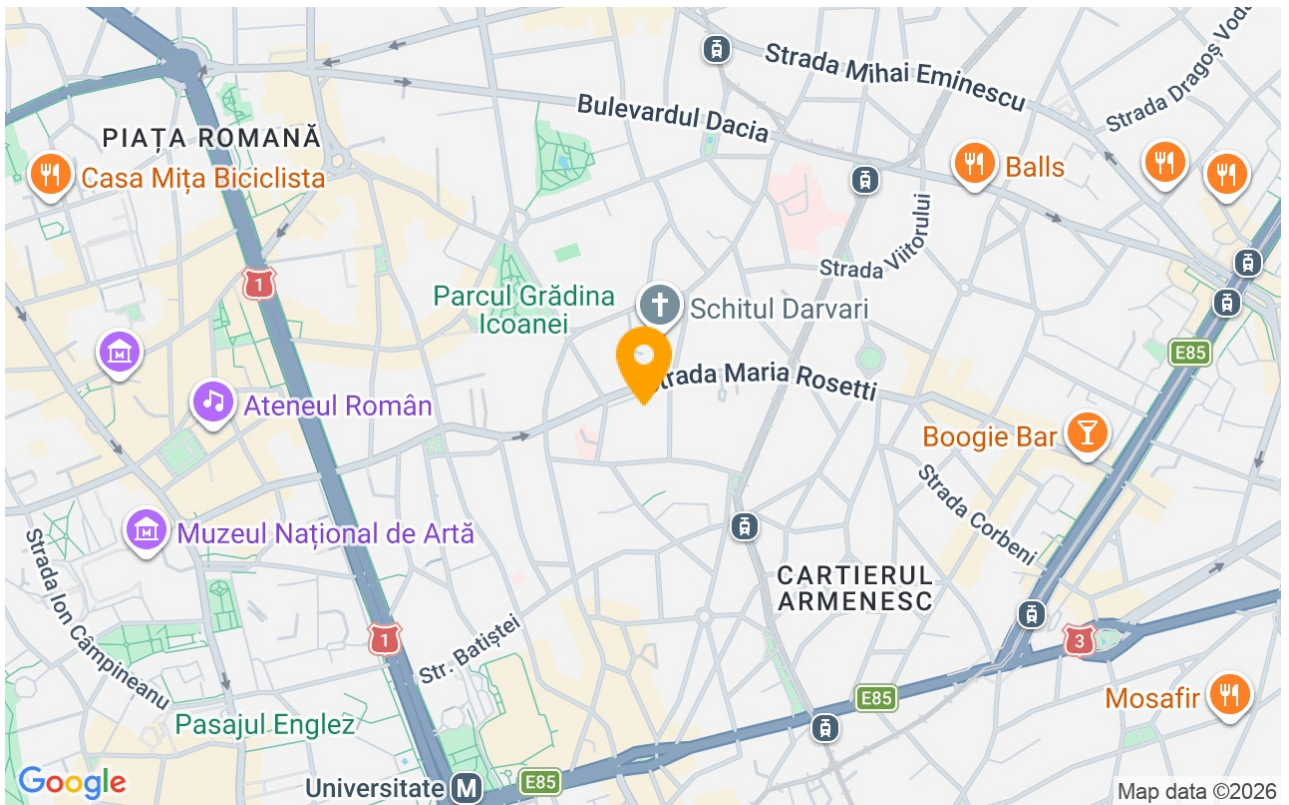 Strada Mihai Eminescu
Strada Dragoș Vodă
Bulevardul Dacia
PIAȚA ROMANĂ
Casa Mița Biciclista
Balls
Strada Viitorului
1
Parcul Grădina
Icoanei
Schitul Darvari
E85
Strada Maria Rosetti
Ateneul Român
Boogie Bar
Strada Corbeni
M
Muzeul Național de Artă
M
Strada Ion Câmpineanu
CARTIERUL
ARMENESC
1
Str. Batiștei
3
E85
Mosafir
Pasajul Englez
Google
Universitate M
E85
Map data ©2026